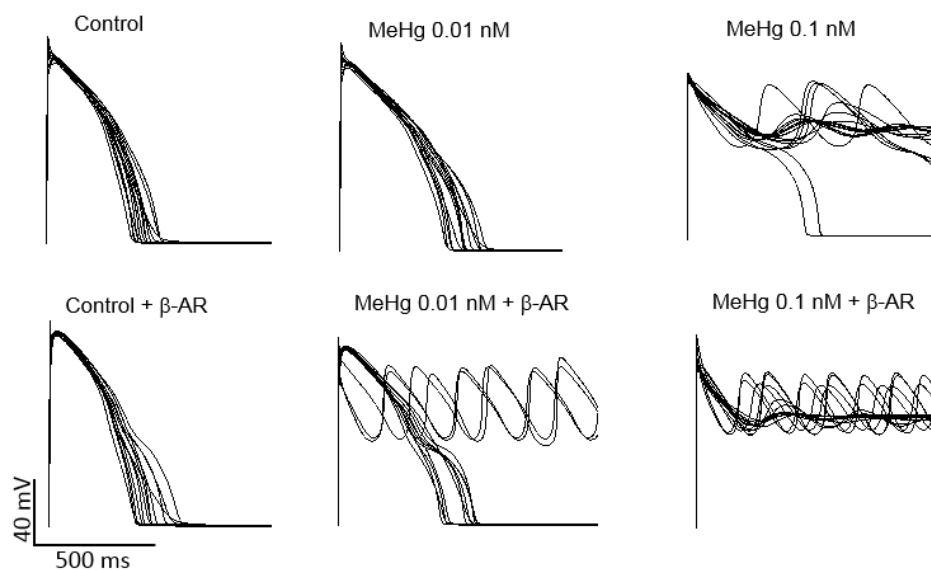 Control
MeHg 0.01 nM
MeHg 0.1 nM
Control + β-AR
MeHg 0.01 nM + β-AR
MeHg 0.1 nM + β-AR
40 mV
500 ms